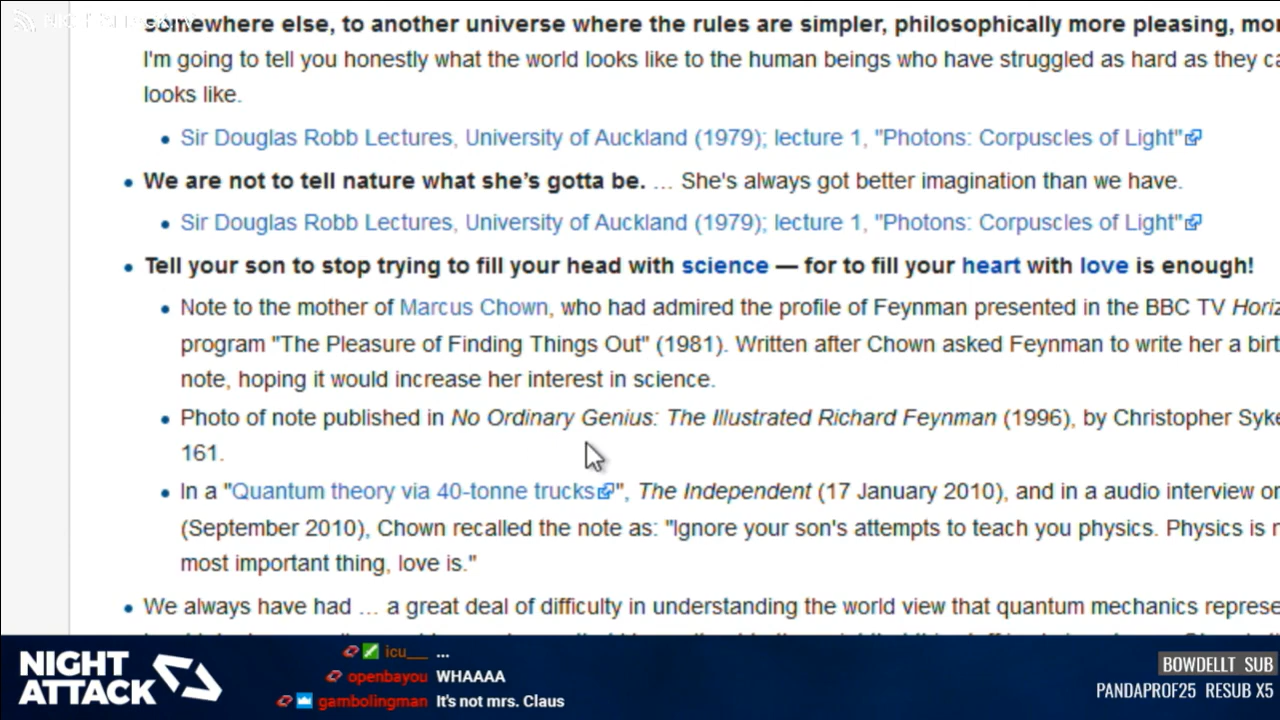 somewhere else, to another universe where the rules are simpler, philosophically more pleasing,
I'm going to tell you honestly what the world looks like to the human beings who have struggled as hard as they
looks like.
Sir Douglas Robb Lectures, University of Auckland (1979); lecture 1, "Photons: Corpuscles of Light"
We are not to tell nature what she’s gotta be. … She's always got better imagination than we have.
Sir Douglas Robb Lectures, University of Auckland (1979); lecture 1, "Photons: Corpuscles of Light"
Tell your son to stop trying to fill your head with science — for to fill your heart with love is enough!
Note to the mother of Marcus Chown, who had admired the profile of Feynman presented in the BBC TV
program "The Pleasure of Finding Things Out" (1981). Written after Chown asked Feynman to write her a
note, hoping it would increase her interest in science.
Photo of note published in No Ordinary Genius: The Illustrated Richard Feynman (1996), by Christopher
161.
In a "Quantum theory via 40-tonne trucks", The Independent (17 January 2010), and in a audio interview
(September 2010), Chown recalled the note as: "Ignore your son's attempts to teach you physics. Physics is
most important thing, love is."
We always have had … a great deal of difficulty in understanding the world view that quantum mechanics
NIGHT
ATTACK
icu__ ...
openbayou WHAAAA
gambolingman It's not mrs. Claus
BOWDELLT SUB
PANDAPROF25 RESUB X5